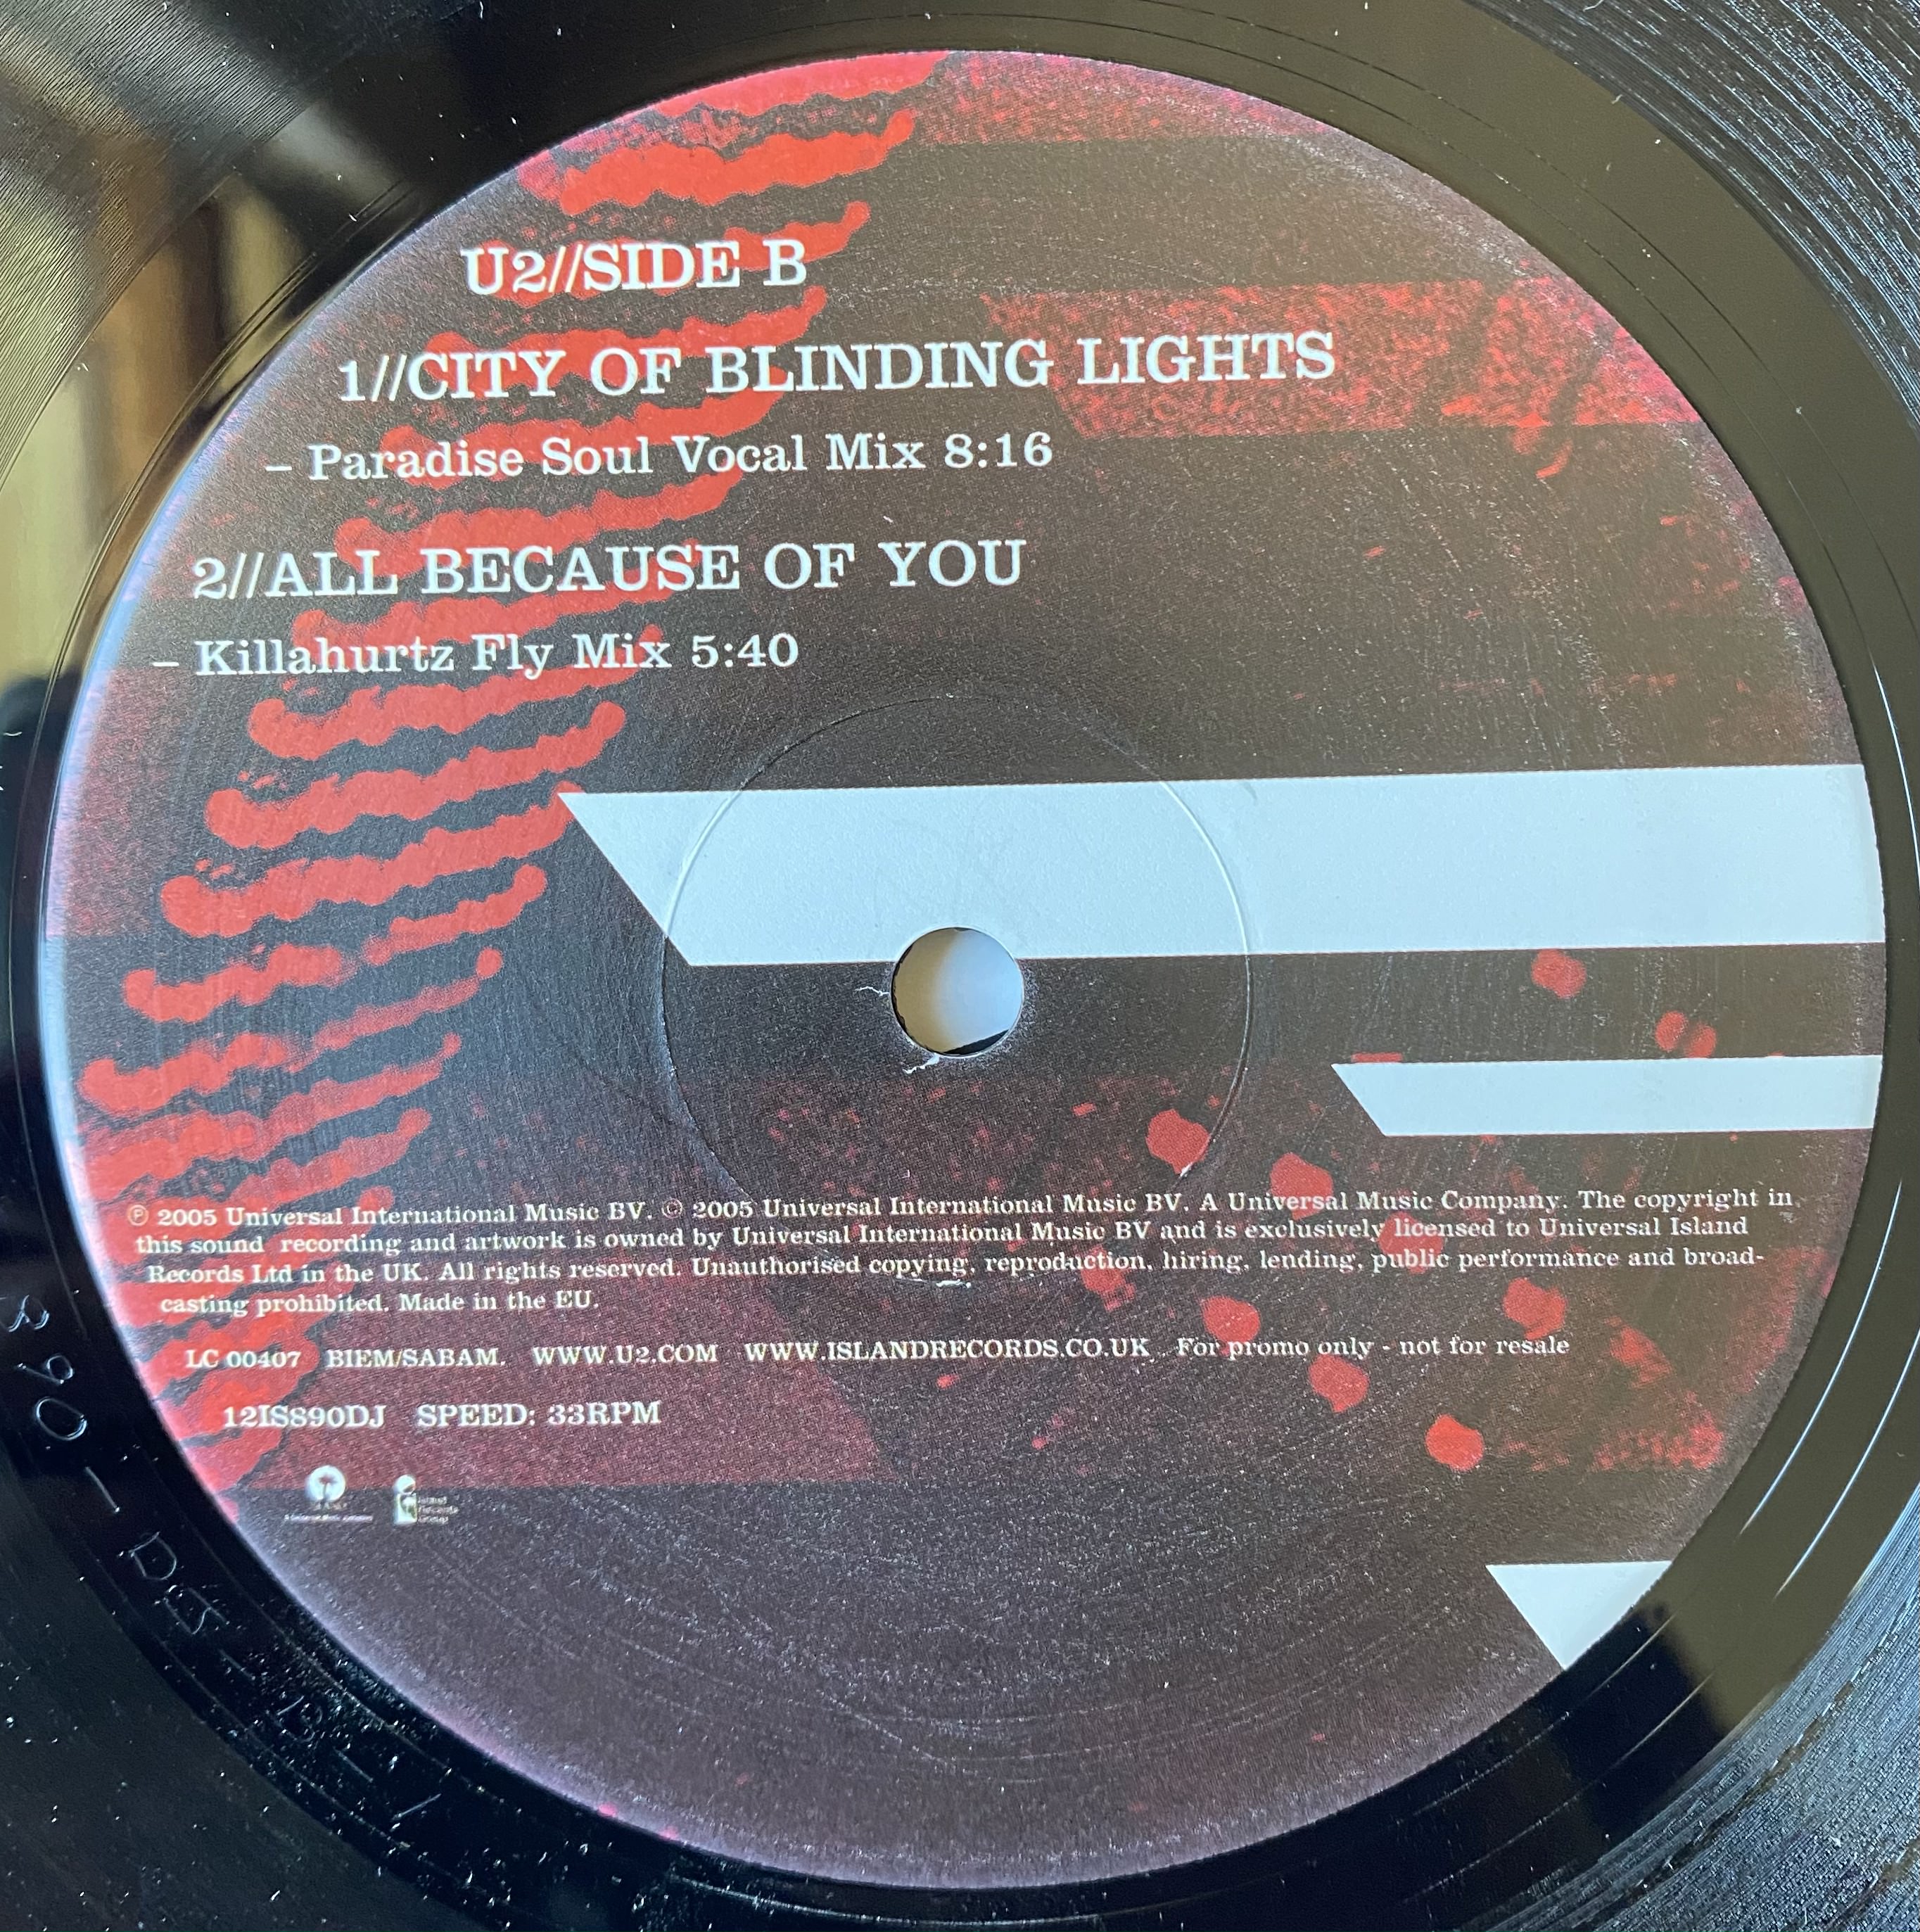 U2//SIDE B
1//CITY OF BLINDING LIGHTS
– Paradise Soul Vocal Mix 8:16
2//ALL BECAUSE OF YOU
– Killahurtz Fly Mix 5:40
℗ 2005 Universal International Music BV. © 2005 Universal International Music BV. A Universal Music Company. The copyright in
this sound recording and artwork is owned by Universal International Music BV and is exclusively licensed to Universal Island
Records Ltd in the UK. All rights reserved. Unauthorised copying, reproduction, hiring, lending, public performance and broad-
casting prohibited. Made in the EU.
LC 00407 BIEM/SABAM. WWW.U2.COM WWW.ISLANDRECORDS.CO.UK For promo only - not for resale
12IS890DJ SPEED: 33RPM
Island
Records
Group